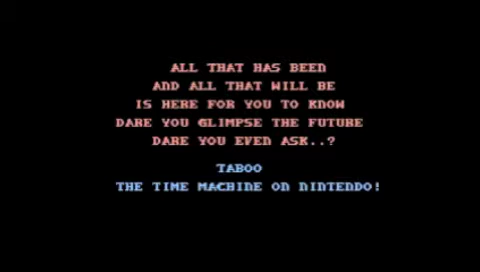 ALL THAT HAS BEEN
AND ALL THAT WILL BE
IS HERE FOR YOU TO KNOW
DARE YOU GLIMPSE THE FUTURE
DARE YOU EVEN ASK..?
TABOO
THE TIME MACHINE ON NINTENDO!